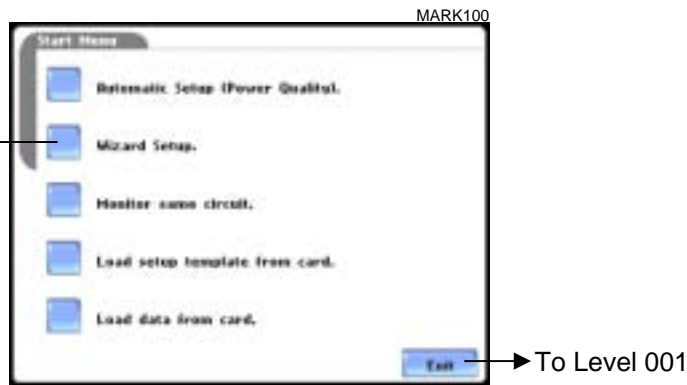 MARK100
Start Menu
Automatic Setup (Power Quality).
Wizard Setup.
Monitor same circuit.
Load setup template from card.
Load data from card.
Exit
To Level 001